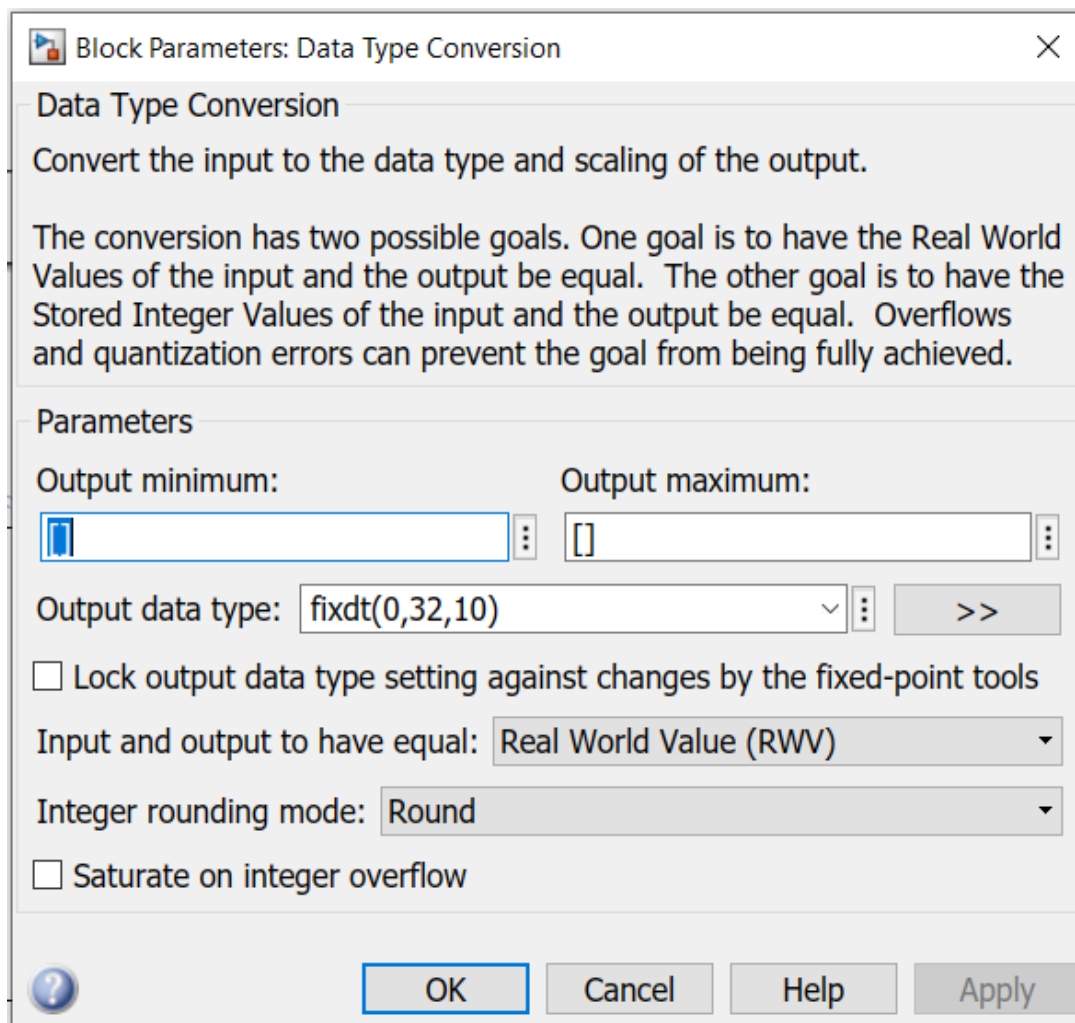 Block Parameters: Data Type Conversion
Data Type Conversion
Convert the input to the data type and scaling of the output.
The conversion has two possible goals. One goal is to have the Real World
Values of the input and the output be equal.  The other goal is to have the
Stored Integer Values of the input and the output be equal.  Overflows
and quantization errors can prevent the goal from being fully achieved.
Parameters
Output minimum: Output maximum:
[] []
Output data type: fixdt(0,32,10) >>
Lock output data type setting against changes by the fixed-point tools
Input and output to have equal: Real World Value (RWV)
Integer rounding mode: Round
Saturate on integer overflow
? OK Cancel Help Apply